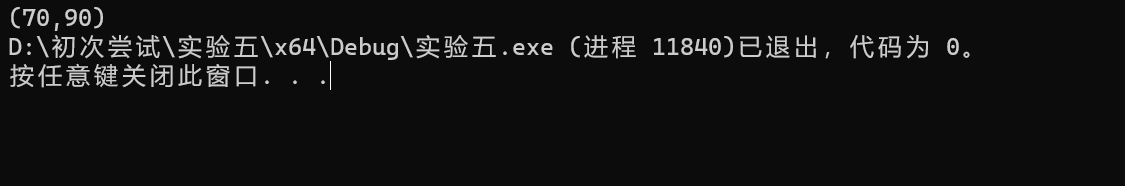 (70,90)
D:\初次尝试\实验五\x64\Debug\实验五.exe (进程 11840)已退出，代码为 0。
按任意键关闭此窗口. . .